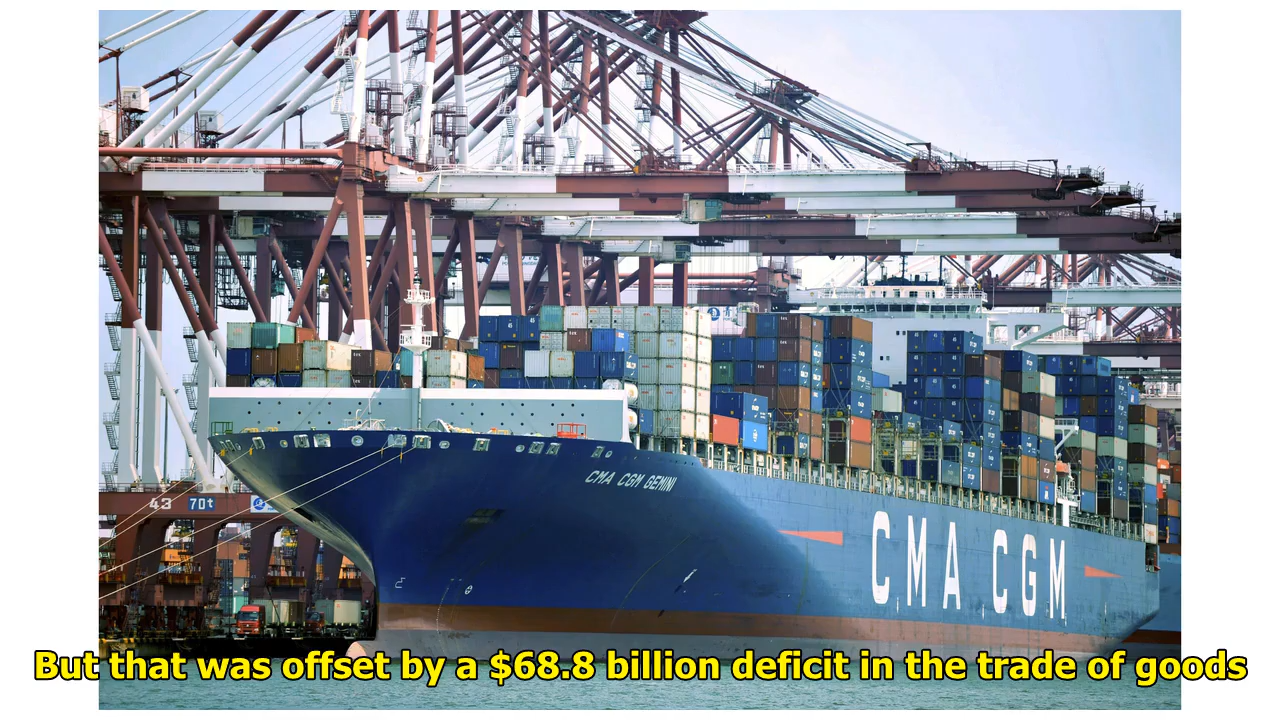 CMA CGM GEMINI
CMA CGM
43 70t
But that was offset by a $68.8 billion deficit in the trade of goods